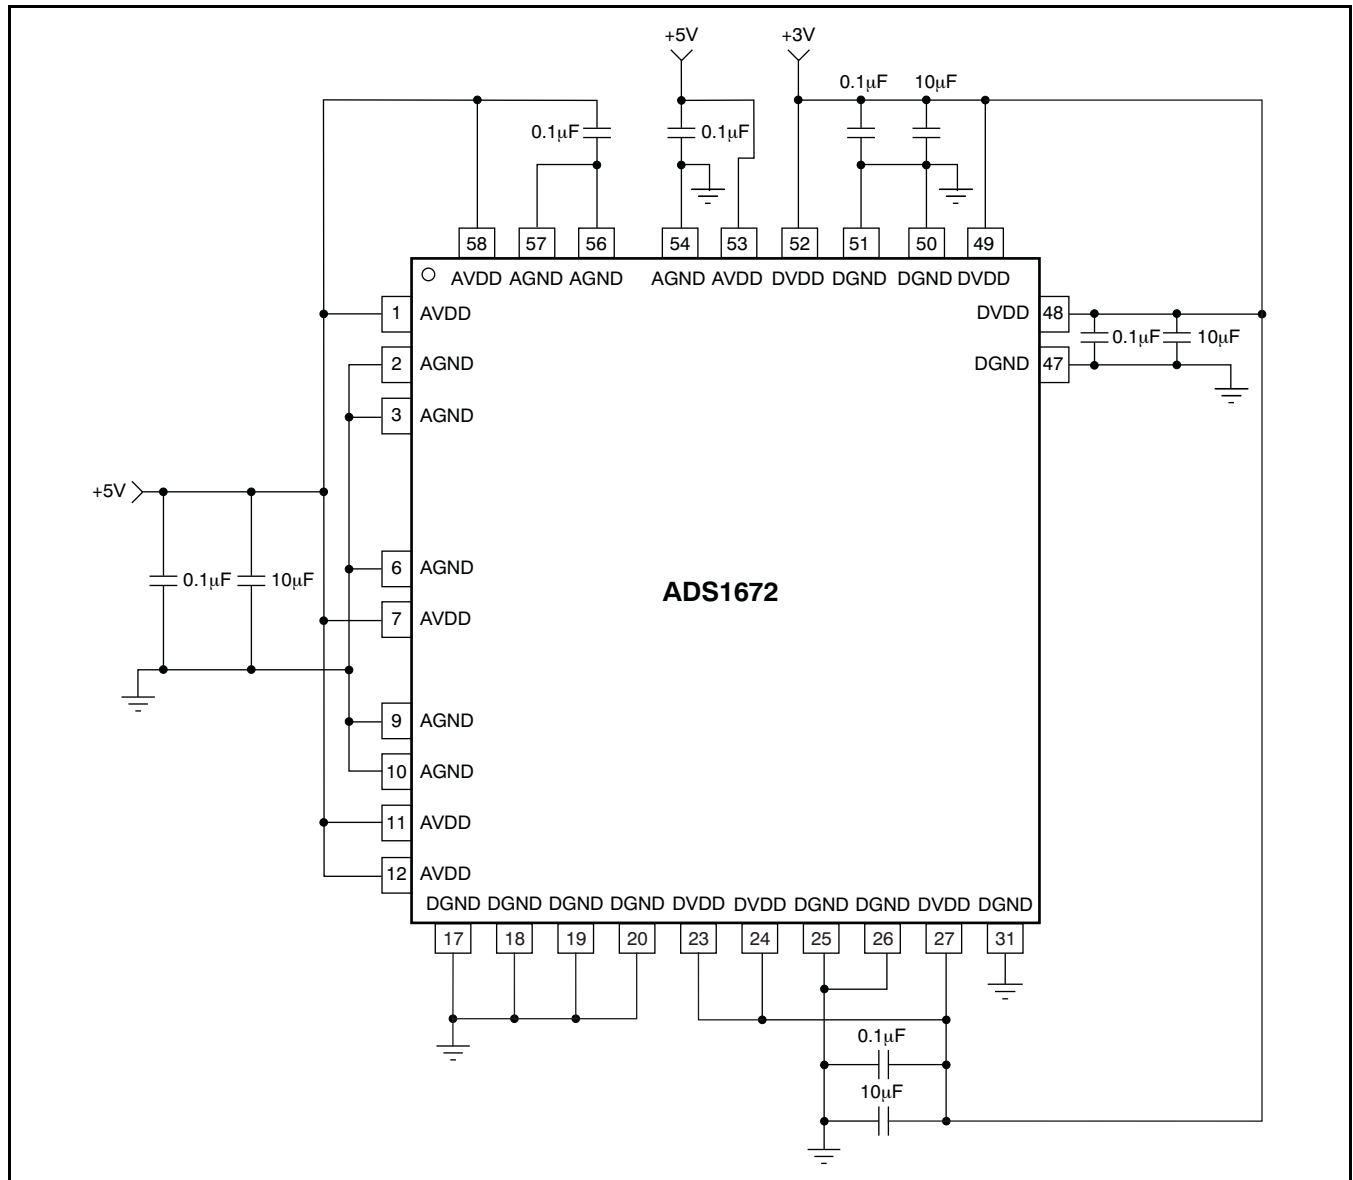 +5V
+3V
0.1μF 10μF
0.1μF 0.1μF
58 57 56 54 53 52 51 50 49
AVDD AGND AGND AGND AVDD DVDD DGND DGND DVDD
1 AVDD
DVDD 48
0.1μF 10μF
2 AGND
DGND 47
3 AGND
+5V
6 AGND
0.1μF 10μF
ADS1672
7 AVDD
9 AGND
10 AGND
11 AVDD
12 AVDD
DGND DGND DGND DGND DVDD DVDD DGND DGND DVDD DGND
17 18 19 20 23 24 25 26 27 31
0.1μF
10μF